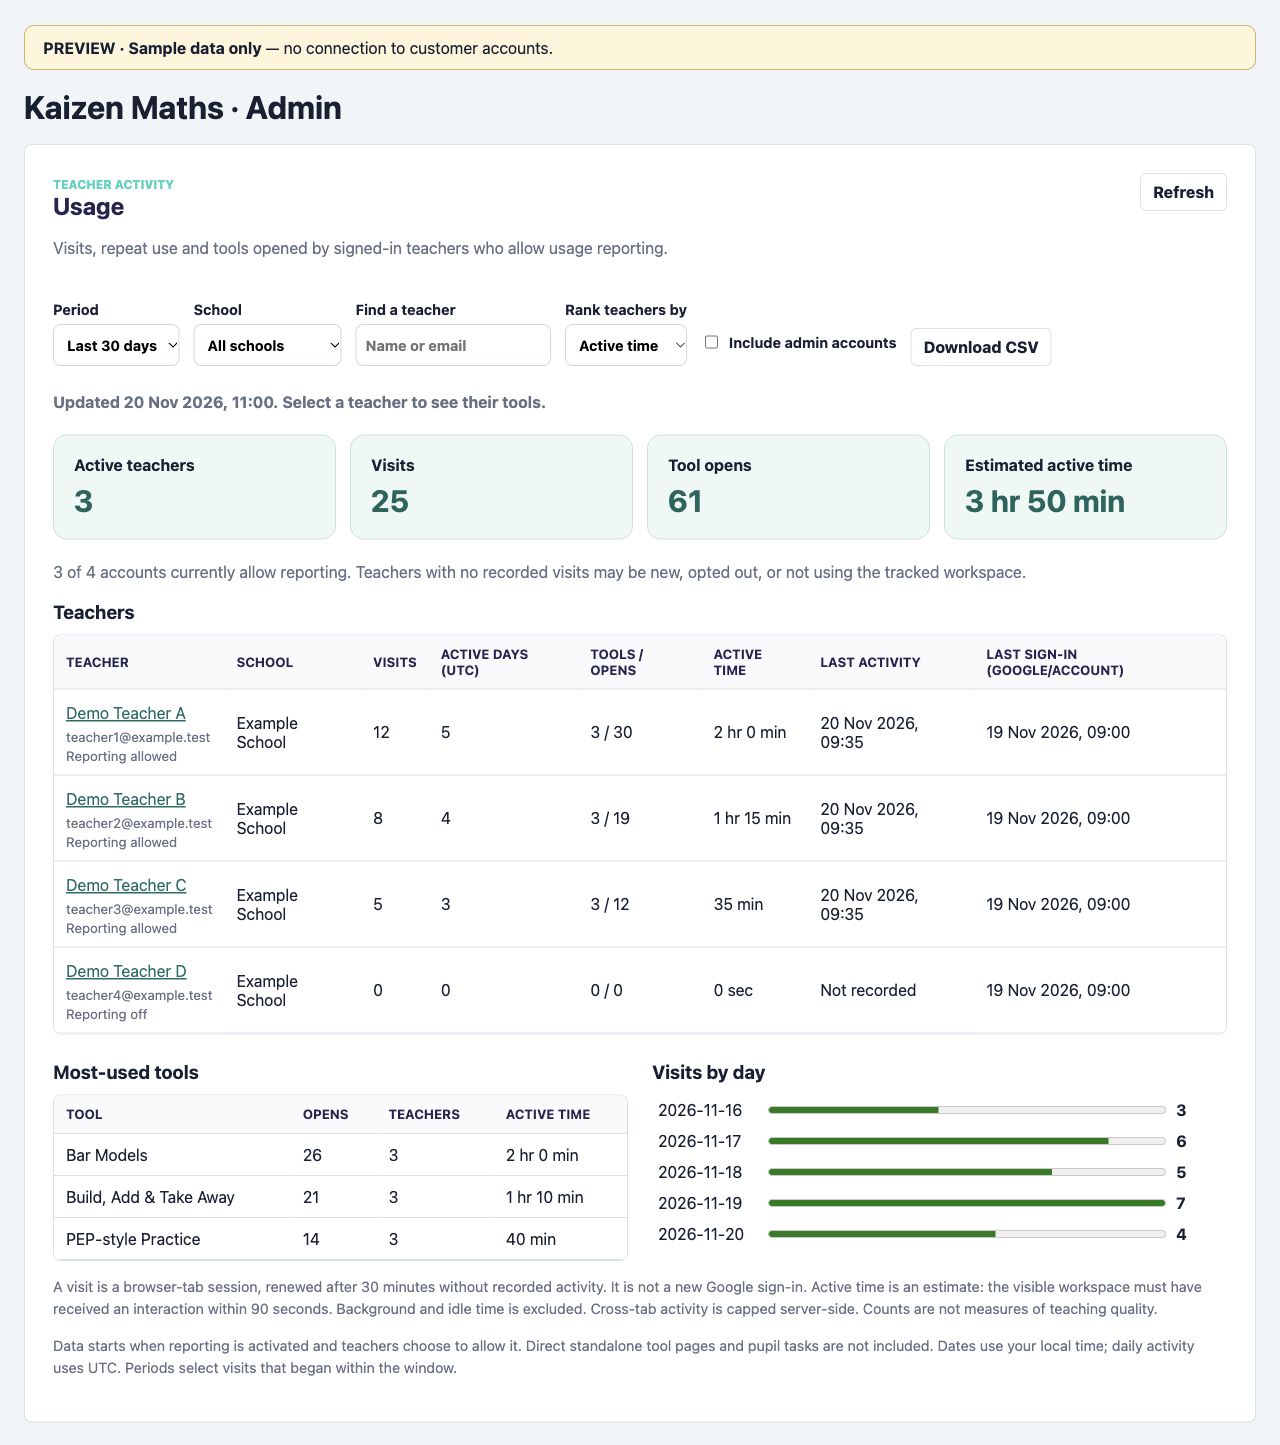 PREVIEW · Sample data only — no connection to customer accounts.
Kaizen Maths · Admin
TEACHER ACTIVITY
Usage
Refresh
Visits, repeat use and tools opened by signed-in teachers who allow usage reporting.
Period
School
Find a teacher
Rank teachers by
Last 30 days
All schools
Name or email
Active time
Include admin accounts
Download CSV
Updated 20 Nov 2026, 11:00. Select a teacher to see their tools.
Active teachers
3
Visits
25
Tool opens
61
Estimated active time
3 hr 50 min
3 of 4 accounts currently allow reporting. Teachers with no recorded visits may be new, opted out, or not using the tracked workspace.
Teachers
TEACHER
SCHOOL
VISITS
ACTIVE DAYS
(UTC)
TOOLS /
OPENS
ACTIVE
TIME
LAST ACTIVITY
LAST SIGN-IN
(GOOGLE/ACCOUNT)
Demo Teacher A
teacher1@example.test
Reporting allowed
Example
School
12
5
3 / 30
2 hr 0 min
20 Nov 2026,
09:35
19 Nov 2026, 09:00
Demo Teacher B
teacher2@example.test
Reporting allowed
Example
School
8
4
3 / 19
1 hr 15 min
20 Nov 2026,
09:35
19 Nov 2026, 09:00
Demo Teacher C
teacher3@example.test
Reporting allowed
Example
School
5
3
3 / 12
35 min
20 Nov 2026,
09:35
19 Nov 2026, 09:00
Demo Teacher D
teacher4@example.test
Reporting off
Example
School
0
0
0 / 0
0 sec
Not recorded
19 Nov 2026, 09:00
Most-used tools
TOOL
OPENS
TEACHERS
ACTIVE TIME
Bar Models
26
3
2 hr 0 min
Build, Add & Take Away
21
3
1 hr 10 min
PEP-style Practice
14
3
40 min
Visits by day
2026-11-16
3
2026-11-17
6
2026-11-18
5
2026-11-19
7
2026-11-20
4
A visit is a browser-tab session, renewed after 30 minutes without recorded activity. It is not a new Google sign-in. Active time is an estimate: the visible workspace must have
received an interaction within 90 seconds. Background and idle time is excluded. Cross-tab activity is capped server-side. Counts are not measures of teaching quality.
Data starts when reporting is activated and teachers choose to allow it. Direct standalone tool pages and pupil tasks are not included. Dates use your local time; daily activity
uses UTC. Periods select visits that began within the window.